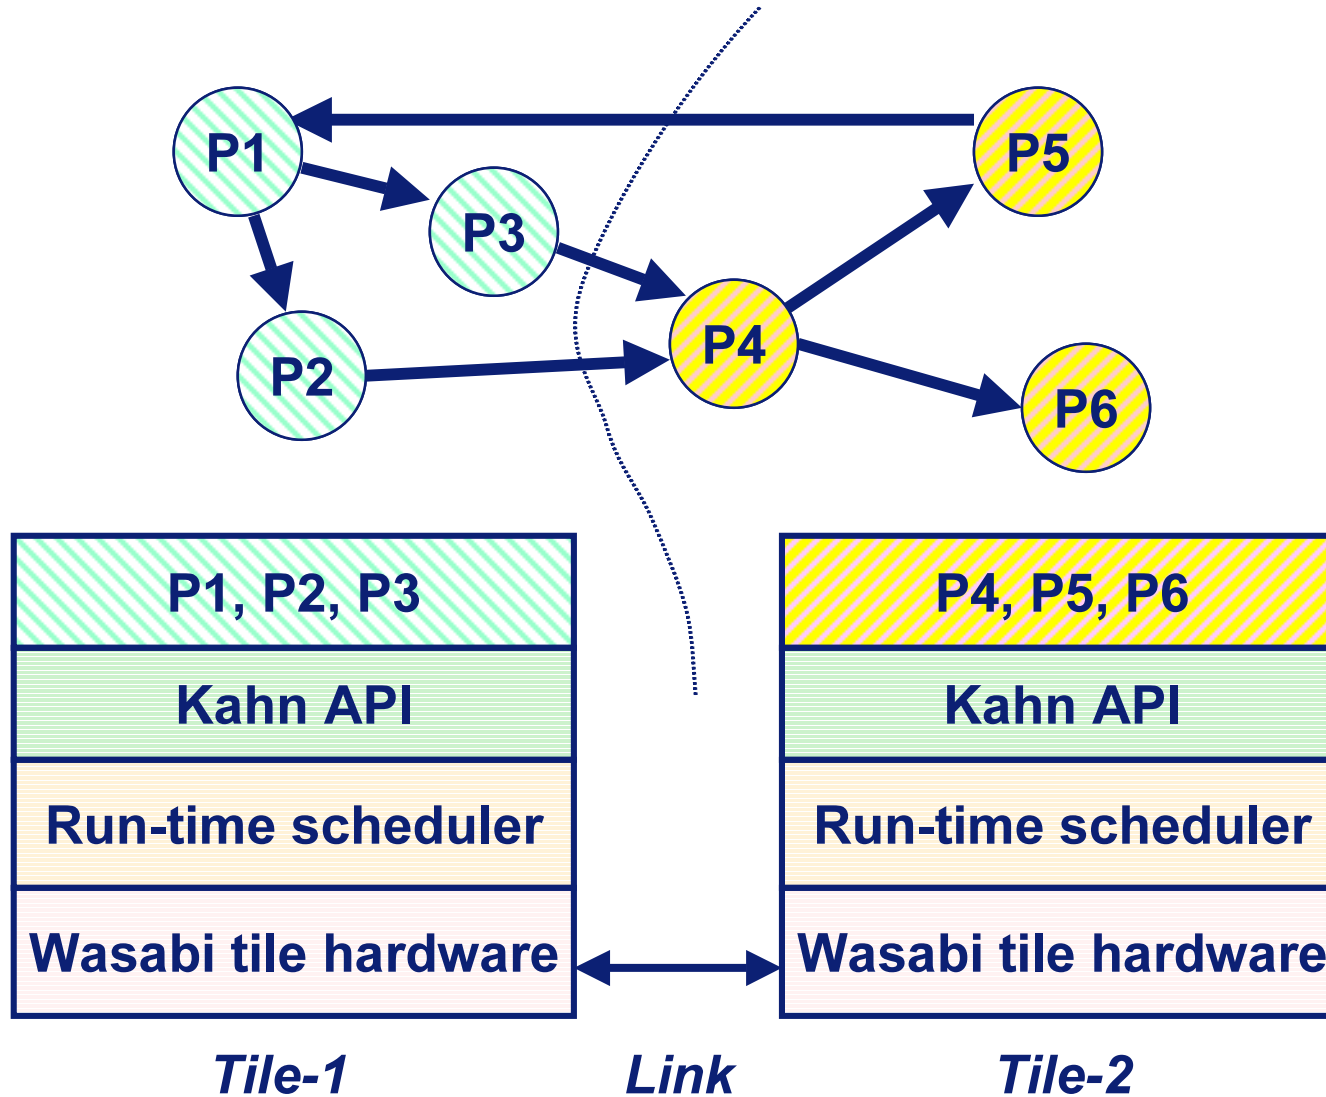 P1
P5
P3
P4
P2
P6
P1, P2, P3
P4, P5, P6
Kahn API
Kahn API
Run-time scheduler
Run-time scheduler
Wasabi tile hardware
Wasabi tile hardware
Tile-1
Link
Tile-2